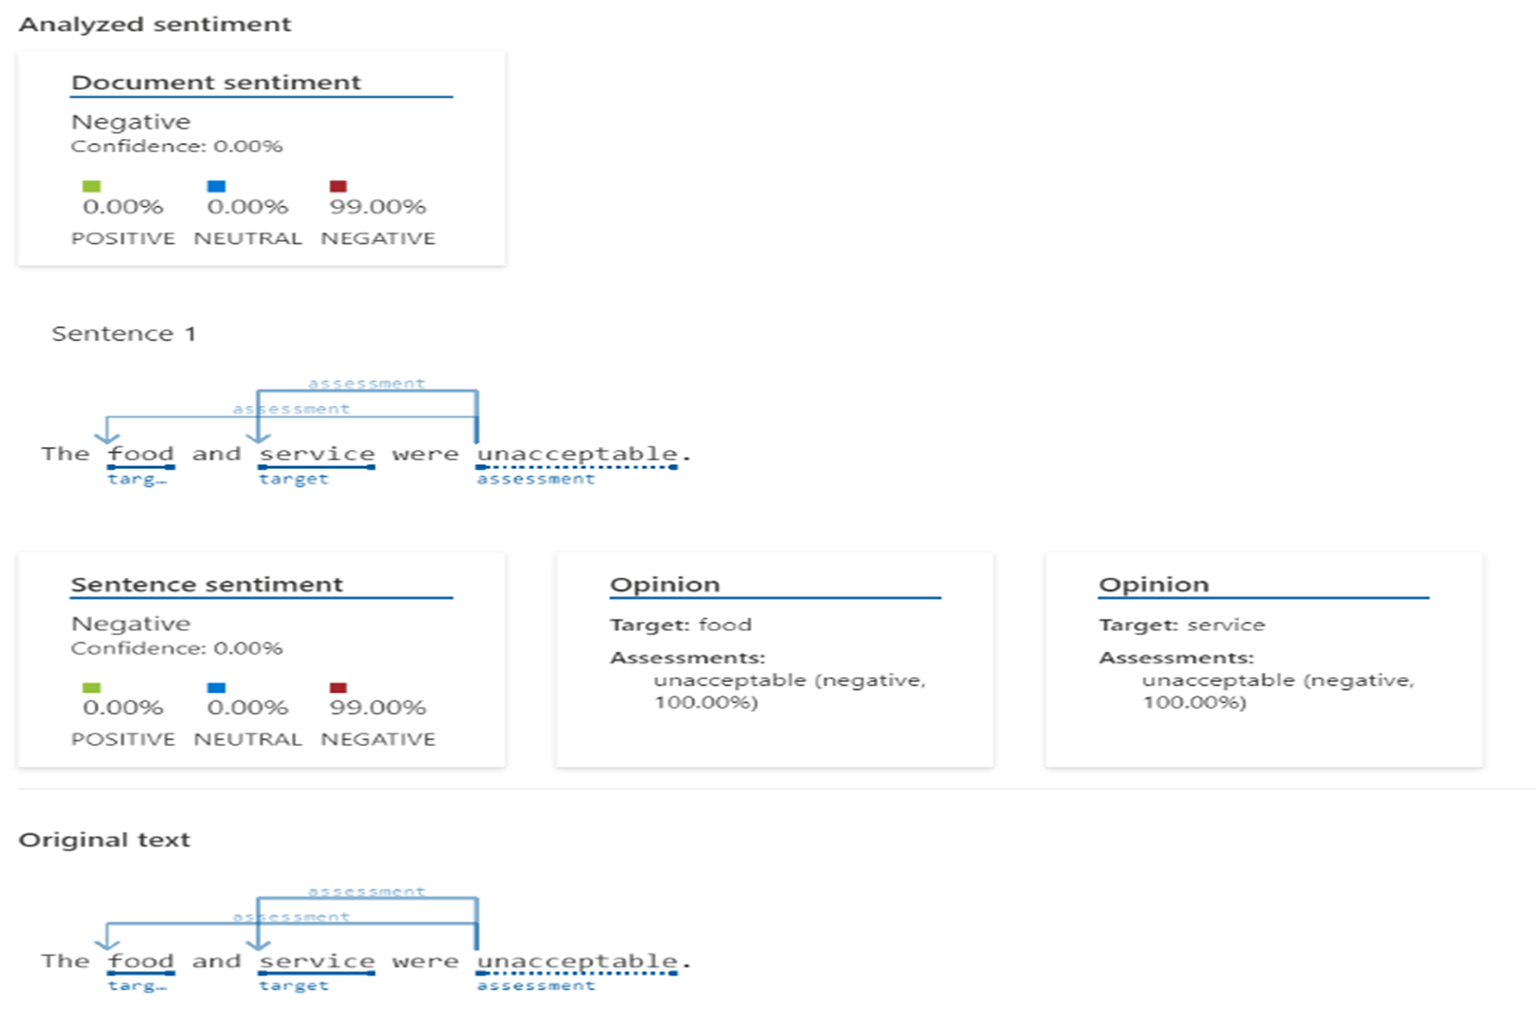 Analyzed sentiment
Document sentiment
Negative
Confidence: 0.00%
0.00% 0.00% 99.00%
POSITIVE NEUTRAL NEGATIVE
Sentence 1
assessment
assessment
The food and service were unacceptable.
targ… target assessment
Sentence sentiment
Negative
Confidence: 0.00%
0.00% 0.00% 99.00%
POSITIVE NEUTRAL NEGATIVE
Opinion
Target: food
Assessments:
unacceptable (negative,
100.00%)
Opinion
Target: service
Assessments:
unacceptable (negative,
100.00%)
Original text
assessment
assessment
The food and service were unacceptable.
targ… target assessment